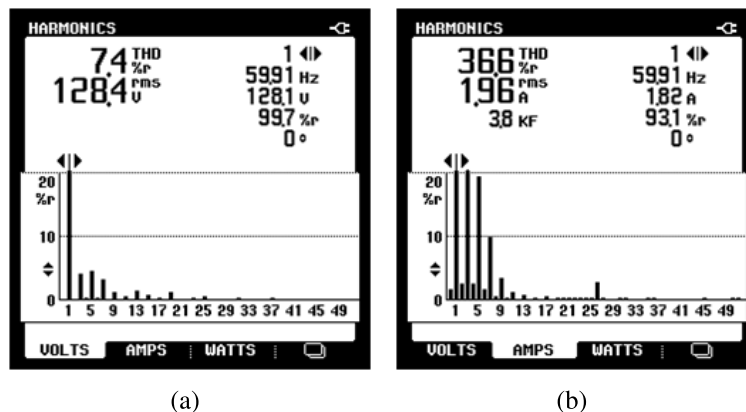 HARMONICS
7.4 THD %r
128.4 rms V
1
59.91 Hz
128.1 V
99.7 %r
0 °
20
%r
10
0
1 5 9 13 17 21 25 29 33 37 41 45 49
VOLTS AMPS WATTS
(a)
HARMONICS
36.6 THD %r
1.96 rms A
3.8 KF
1
59.91 Hz
1.82 A
93.1 %r
0 °
20
%r
10
0
1 5 9 13 17 21 25 29 33 37 41 45 49
VOLTS AMPS WATTS
(b)